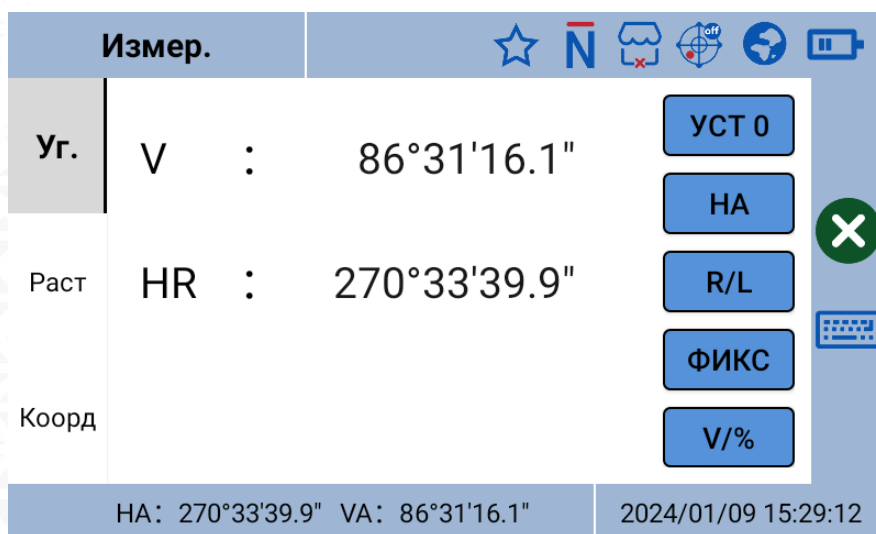 Измер.
N
off
Уг.
V : 86°31'16.1"
УСТ 0
HA
Раст
HR : 270°33'39.9"
R/L
ФИКС
Коорд
V/%
HA: 270°33'39.9" VA: 86°31'16.1"
2024/01/09 15:29:12